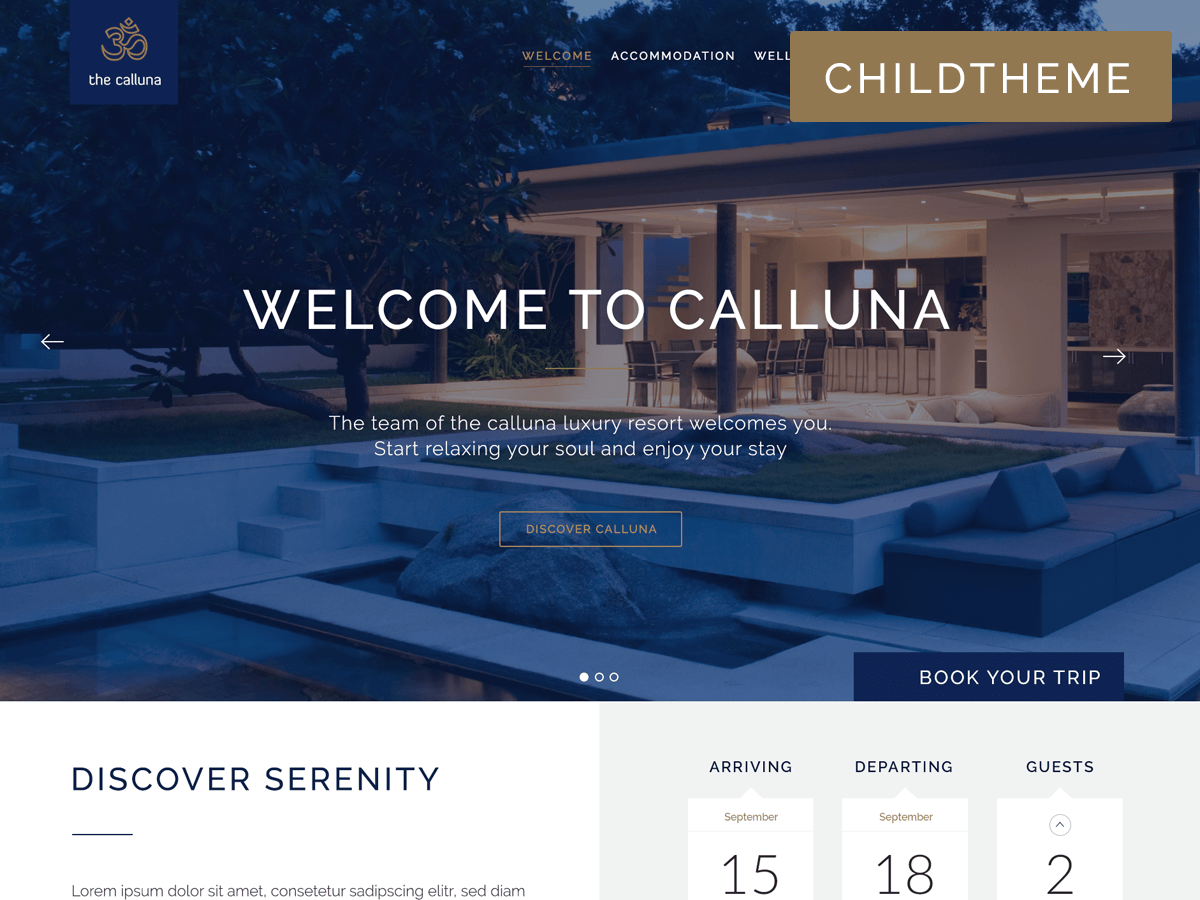 ॐ
the calluna
WELCOME ACCOMMODATION WELL
CHILDTHEME
WELCOME TO CALLUNA
The team of the calluna luxury resort welcomes you.
Start relaxing your soul and enjoy your stay
DISCOVER CALLUNA
BOOK YOUR TRIP
DISCOVER SERENITY
Lorem ipsum dolor sit amet, consetetur sadipscing elitr, sed diam
ARRIVING DEPARTING GUESTS
September September
15 18 2